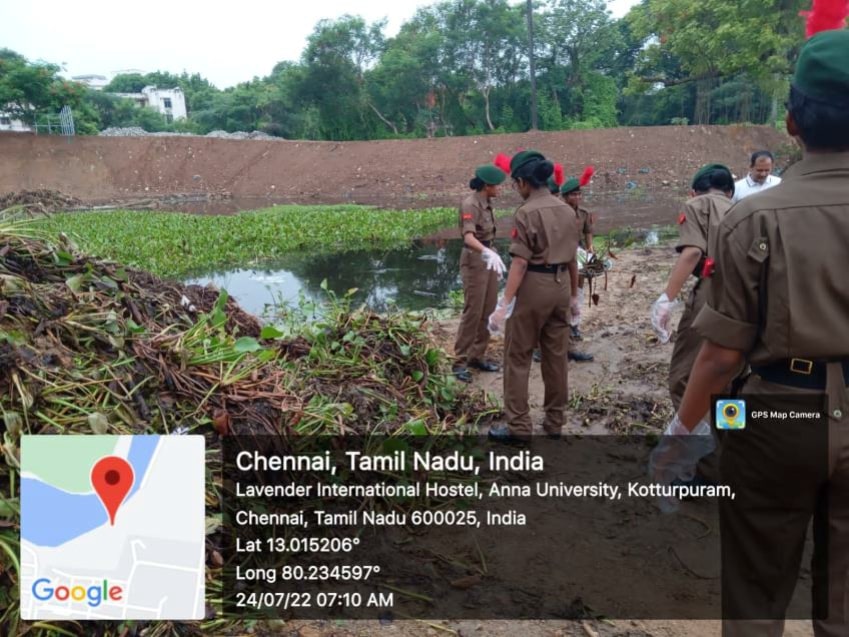 GPS Map Camera
Chennai, Tamil Nadu, India
Lavender International Hostel, Anna University, Kotturpuram,
Chennai, Tamil Nadu 600025, India
Lat 13.015206°
Long 80.234597°
24/07/22 07:10 AM
Google